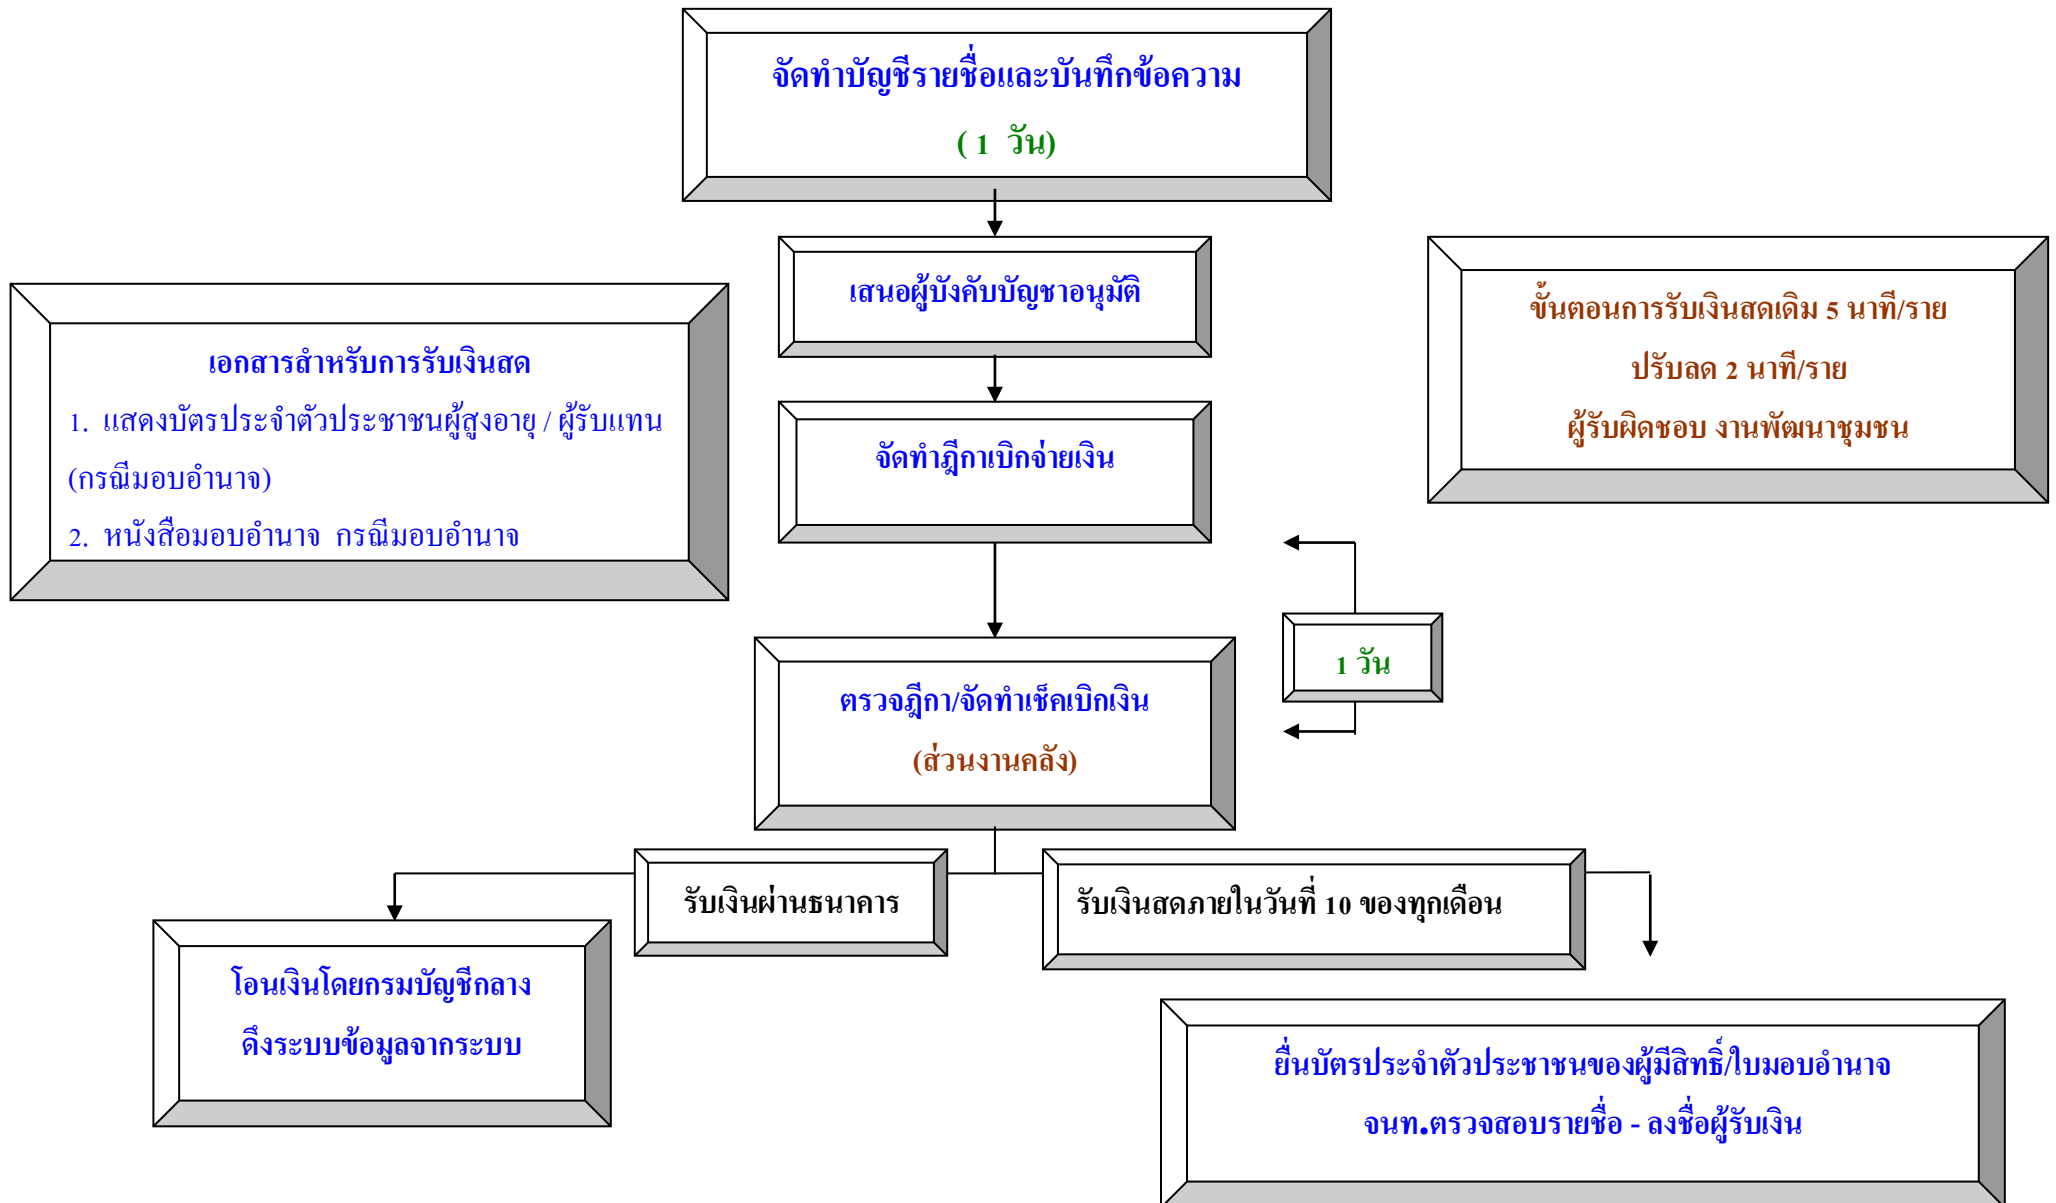 จัดทำบัญชีรายชื่อและบันทึกข้อความ
( 1 วัน)
เสนอผู้บังคับบัญชาอนุมัติ
ขั้นตอนการรับเงินสดเดิม 5 นาที/ราย
ปรับลด 2 นาที/ราย
ผู้รับผิดชอบ งานพัฒนาชุมชน
เอกสารสำหรับการรับเงินสด
1. แสดงบัตรประจำตัวประชาชนผู้สูงอายุ / ผู้รับแทน
(กรณีมอบอำนาจ)
2. หนังสือมอบอำนาจ กรณีมอบอำนาจ
จัดทำฎีกาเบิกจ่ายเงิน
1 วัน
ตรวจฎีกา/จัดทำเช็คเบิกเงิน
(ส่วนงานคลัง)
รับเงินผ่านธนาคาร
รับเงินสดภายในวันที่ 10 ของทุกเดือน
โอนเงินโดยกรมบัญชีกลาง
ดึงระบบข้อมูลจากระบบ
ยื่นบัตรประจำตัวประชาชนของผู้มีสิทธิ์/ใบมอบอำนาจ
จนท.ตรวจสอบรายชื่อ - ลงชื่อผู้รับเงิน